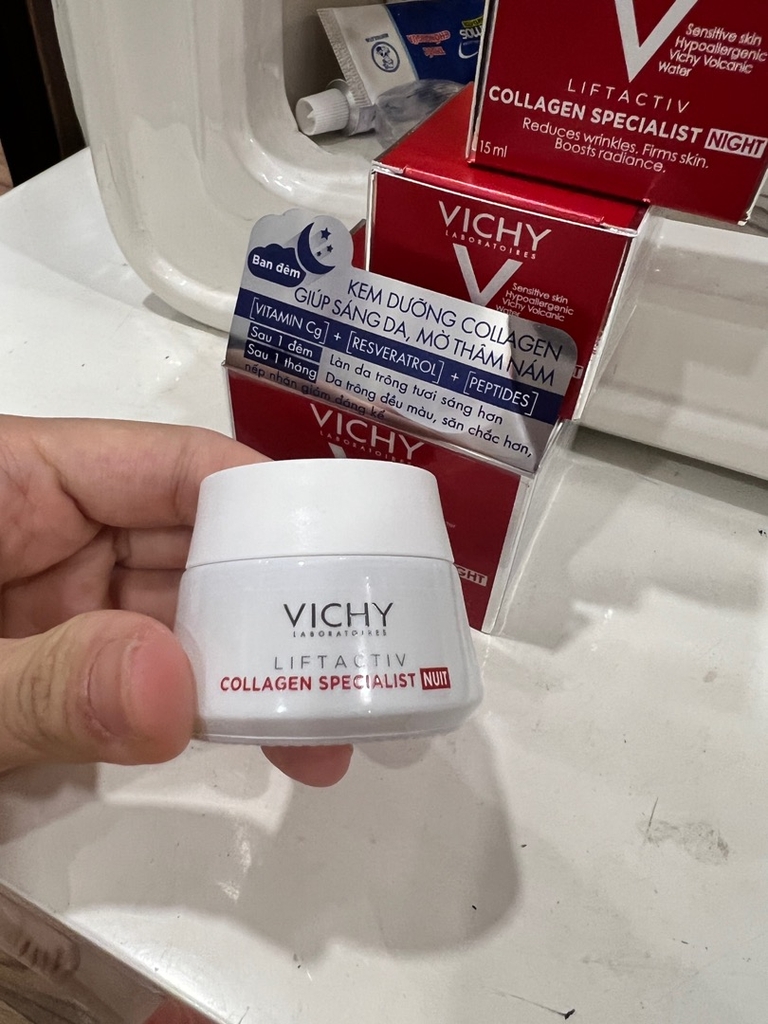 Sensitive skin
Hypoallergenic
Vichy Volcanic
Water
LIFTACTIV
COLLAGEN SPECIALIST NIGHT
Reduces wrinkles. Firms skin.
Boosts radiance.
15 ml
VICHY
LABORATOIRES
Sensitive skin
Hypoallergenic
Vichy Volcanic
Water
Ban đêm
KEM DƯỠNG COLLAGEN
GIÚP SÁNG DA, MỜ THÂM NÁM
[VITAMIN Cg] + [RESVERATROL] + [PEPTIDES]
Sau 1 đêm Làn da trông tươi sáng hơn
Sau 1 tháng Da trông đều màu, săn chắc hơn,
nếp nhăn giảm đáng kể
VICHY
LABORATOIRES
VICHY
LABORATOIRES
LIFTACTIV
COLLAGEN SPECIALIST NUIT